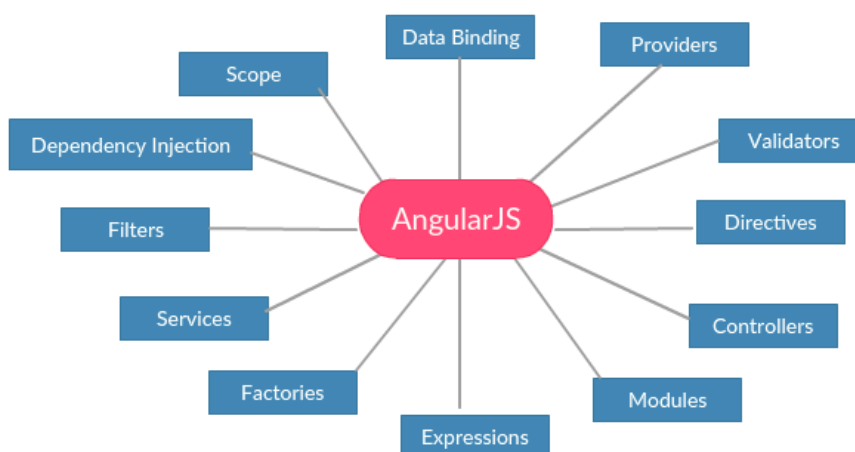 Data Binding
Providers
Scope
Dependency Injection
Validators
AngularJS
Filters
Directives
Services
Controllers
Factories
Modules
Expressions